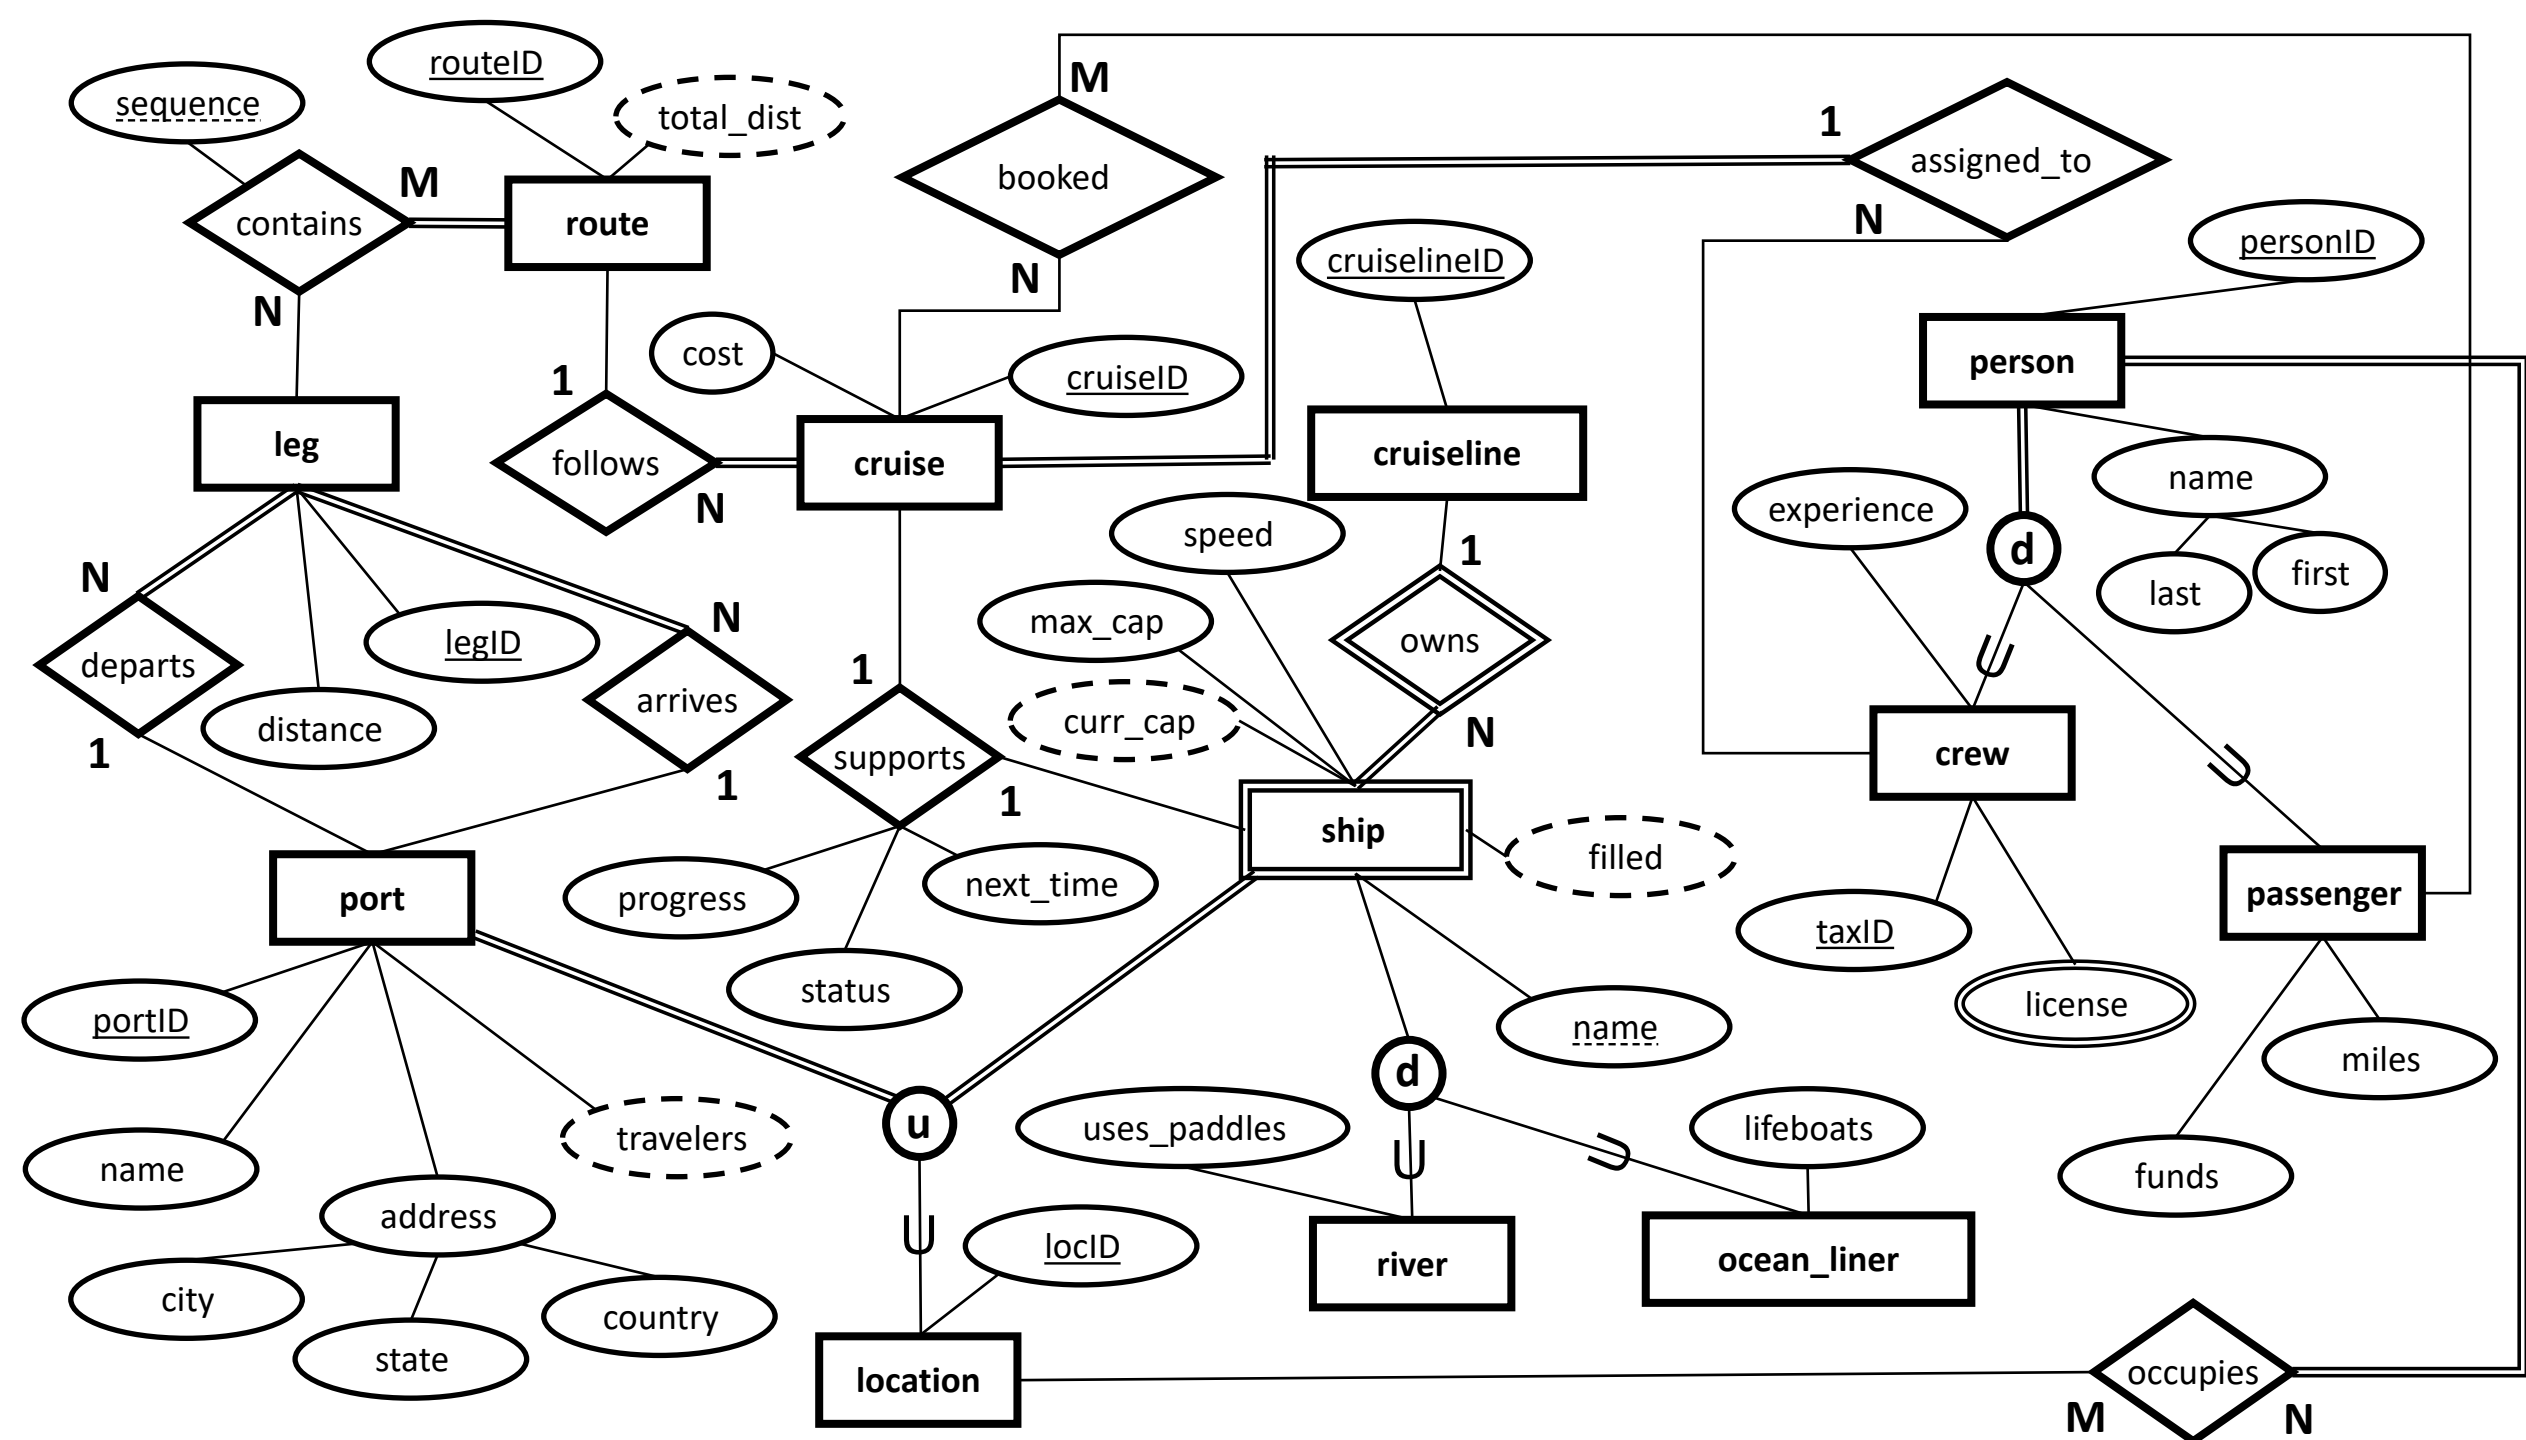 routeID
sequence
total_dist
M
M
1
booked
assigned_to
contains
route
N
personID
cruiselineID
N
N
cost
cruiseID
person
1
leg
follows
cruise
cruiseline
name
N
experience
speed
1
d
first
last
N
N
max_cap
owns
legID
departs
1
arrives
curr_cap
N
distance
supports
crew
1
1
1
ship
filled
port
progress
next_time
passenger
taxID
status
license
portID
name
miles
d
u
uses_paddles
lifeboats
travelers
name
funds
address
locID
river
ocean_liner
city
country
state
location
occupies
M
N